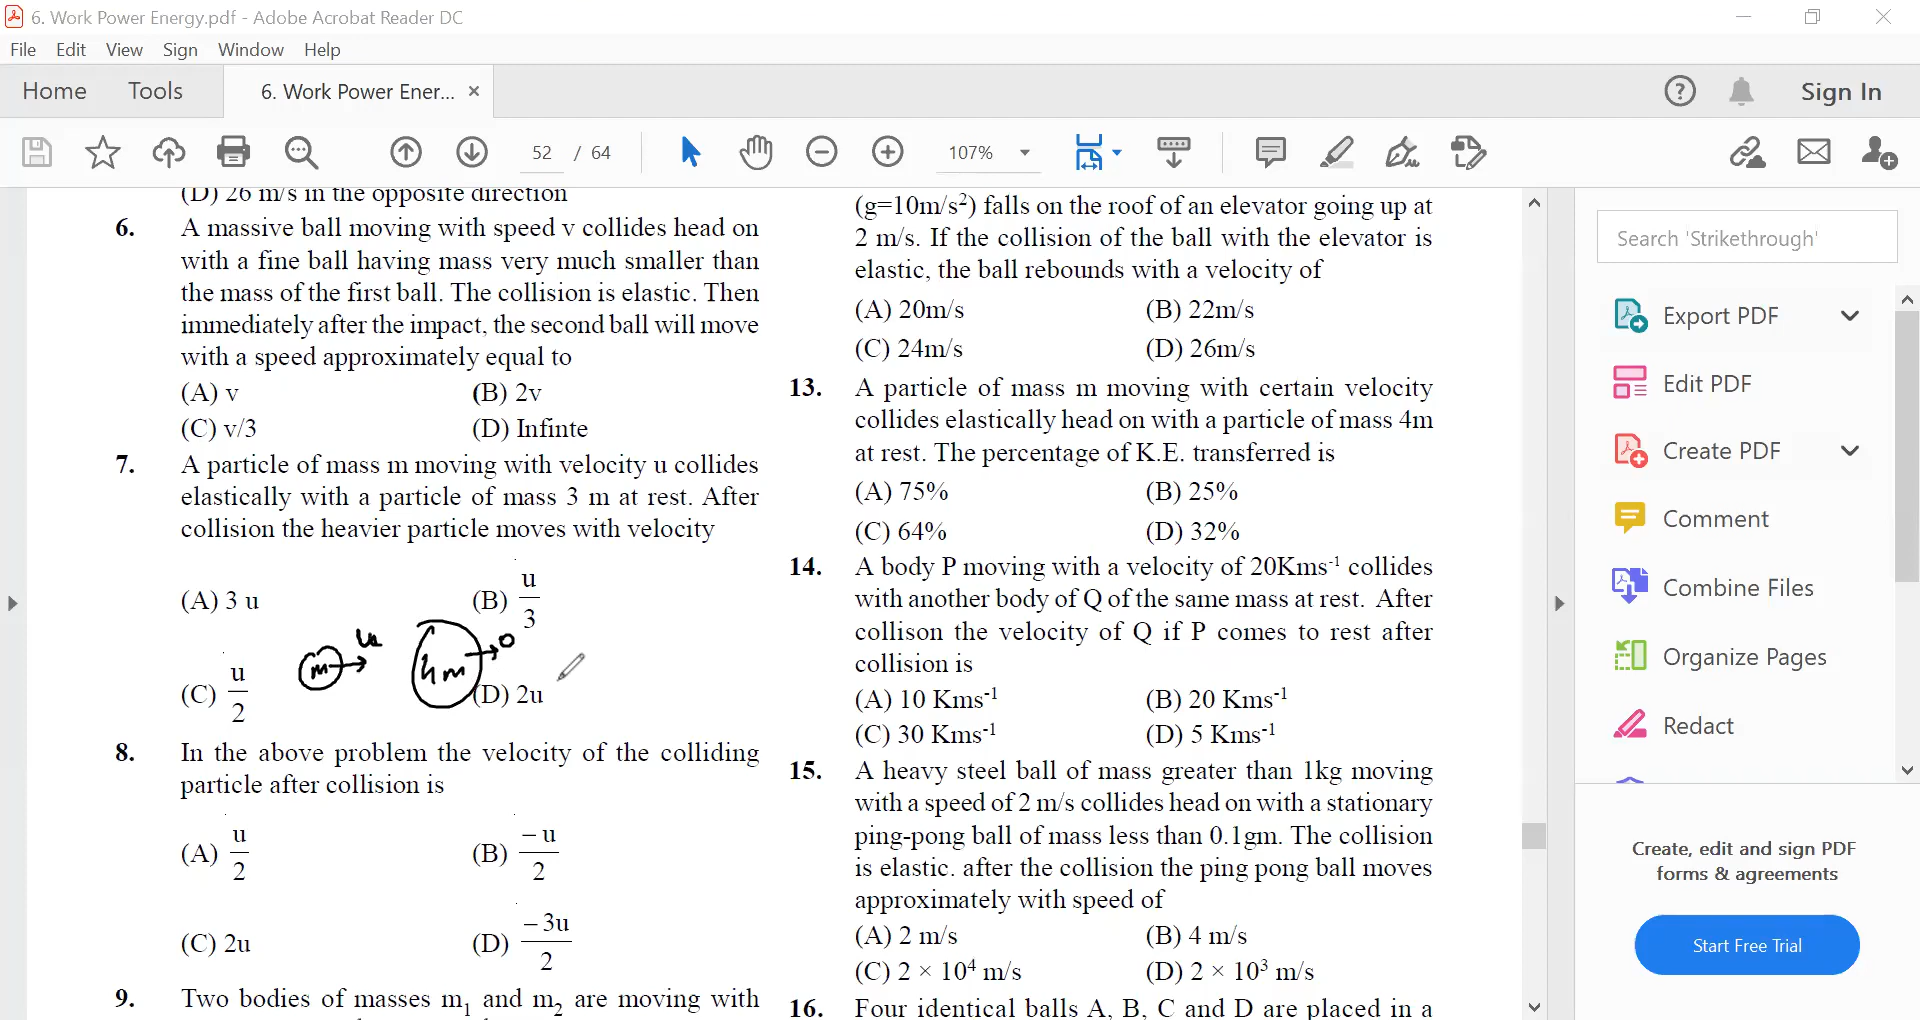 6. Work Power Energy.pdf - Adobe Acrobat Reader DC
File Edit View Sign Window Help
Home Tools 6. Work Power Ener... × Sign In
52 / 64 107%
(D) 26 m/s in the opposite direction
6. A massive ball moving with speed v collides head on
with a fine ball having mass very much smaller than
the mass of the first ball. The collision is elastic. Then
immediately after the impact, the second ball will move
with a speed approximately equal to
(A) v (B) 2v
(C) v/3 (D) Infinte
7. A particle of mass m moving with velocity u collides
elastically with a particle of mass 3 m at rest. After
collision the heavier particle moves with velocity
(A) 3 u (B) u/3
m u 4m 0
(C) u/2 (D) 2u
8. In the above problem the velocity of the colliding
particle after collision is
(A) u/2 (B) –u/2
(C) 2u (D) –3u/2
9. Two bodies of masses m₁ and m₂ are moving with
(g=10m/s²) falls on the roof of an elevator going up at
2 m/s. If the collision of the ball with the elevator is
elastic, the ball rebounds with a velocity of
(A) 20m/s (B) 22m/s
(C) 24m/s (D) 26m/s
13. A particle of mass m moving with certain velocity
collides elastically head on with a particle of mass 4m
at rest. The percentage of K.E. transferred is
(A) 75% (B) 25%
(C) 64% (D) 32%
14. A body P moving with a velocity of 20Kms⁻¹ collides
with another body of Q of the same mass at rest. After
collison the velocity of Q if P comes to rest after
collision is
(A) 10 Kms⁻¹ (B) 20 Kms⁻¹
(C) 30 Kms⁻¹ (D) 5 Kms⁻¹
15. A heavy steel ball of mass greater than 1kg moving
with a speed of 2 m/s collides head on with a stationary
ping-pong ball of mass less than 0.1gm. The collision
is elastic. after the collision the ping pong ball moves
approximately with speed of
(A) 2 m/s (B) 4 m/s
(C) 2 × 10⁴ m/s (D) 2 × 10³ m/s
16. Four identical balls A, B, C and D are placed in a
Search 'Strikethrough'
Export PDF
Edit PDF
Create PDF
Comment
Combine Files
Organize Pages
Redact
Create, edit and sign PDF
forms & agreements
Start Free Trial